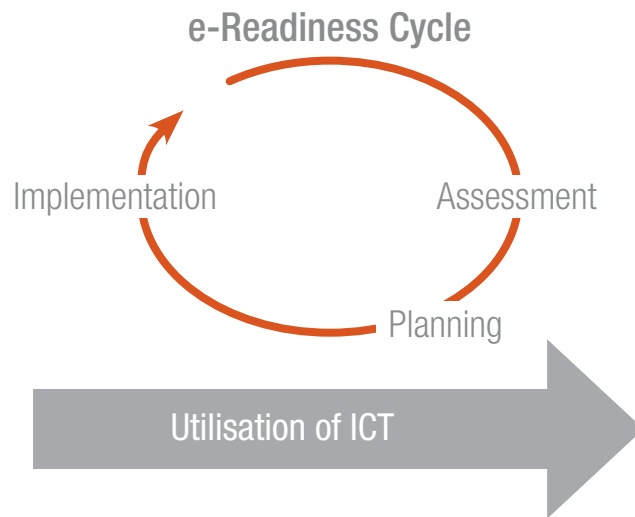 e-Readiness Cycle
Implementation
Assessment
Planning
Utilisation of ICT